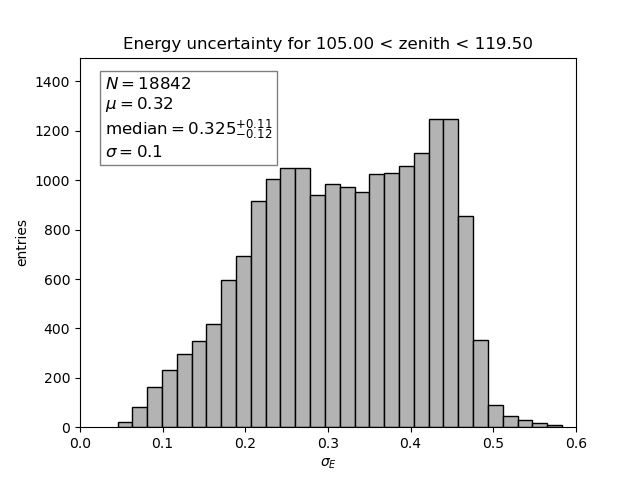 Energy uncertainty for 105.00 < zenith < 119.50
N = 18842
μ = 0.32
median = 0.325 +0.11 −0.12
σ = 0.1
1400
1200
1000
800
600
400
200
0
entries
0.0 0.1 0.2 0.3 0.4 0.5 0.6
σE